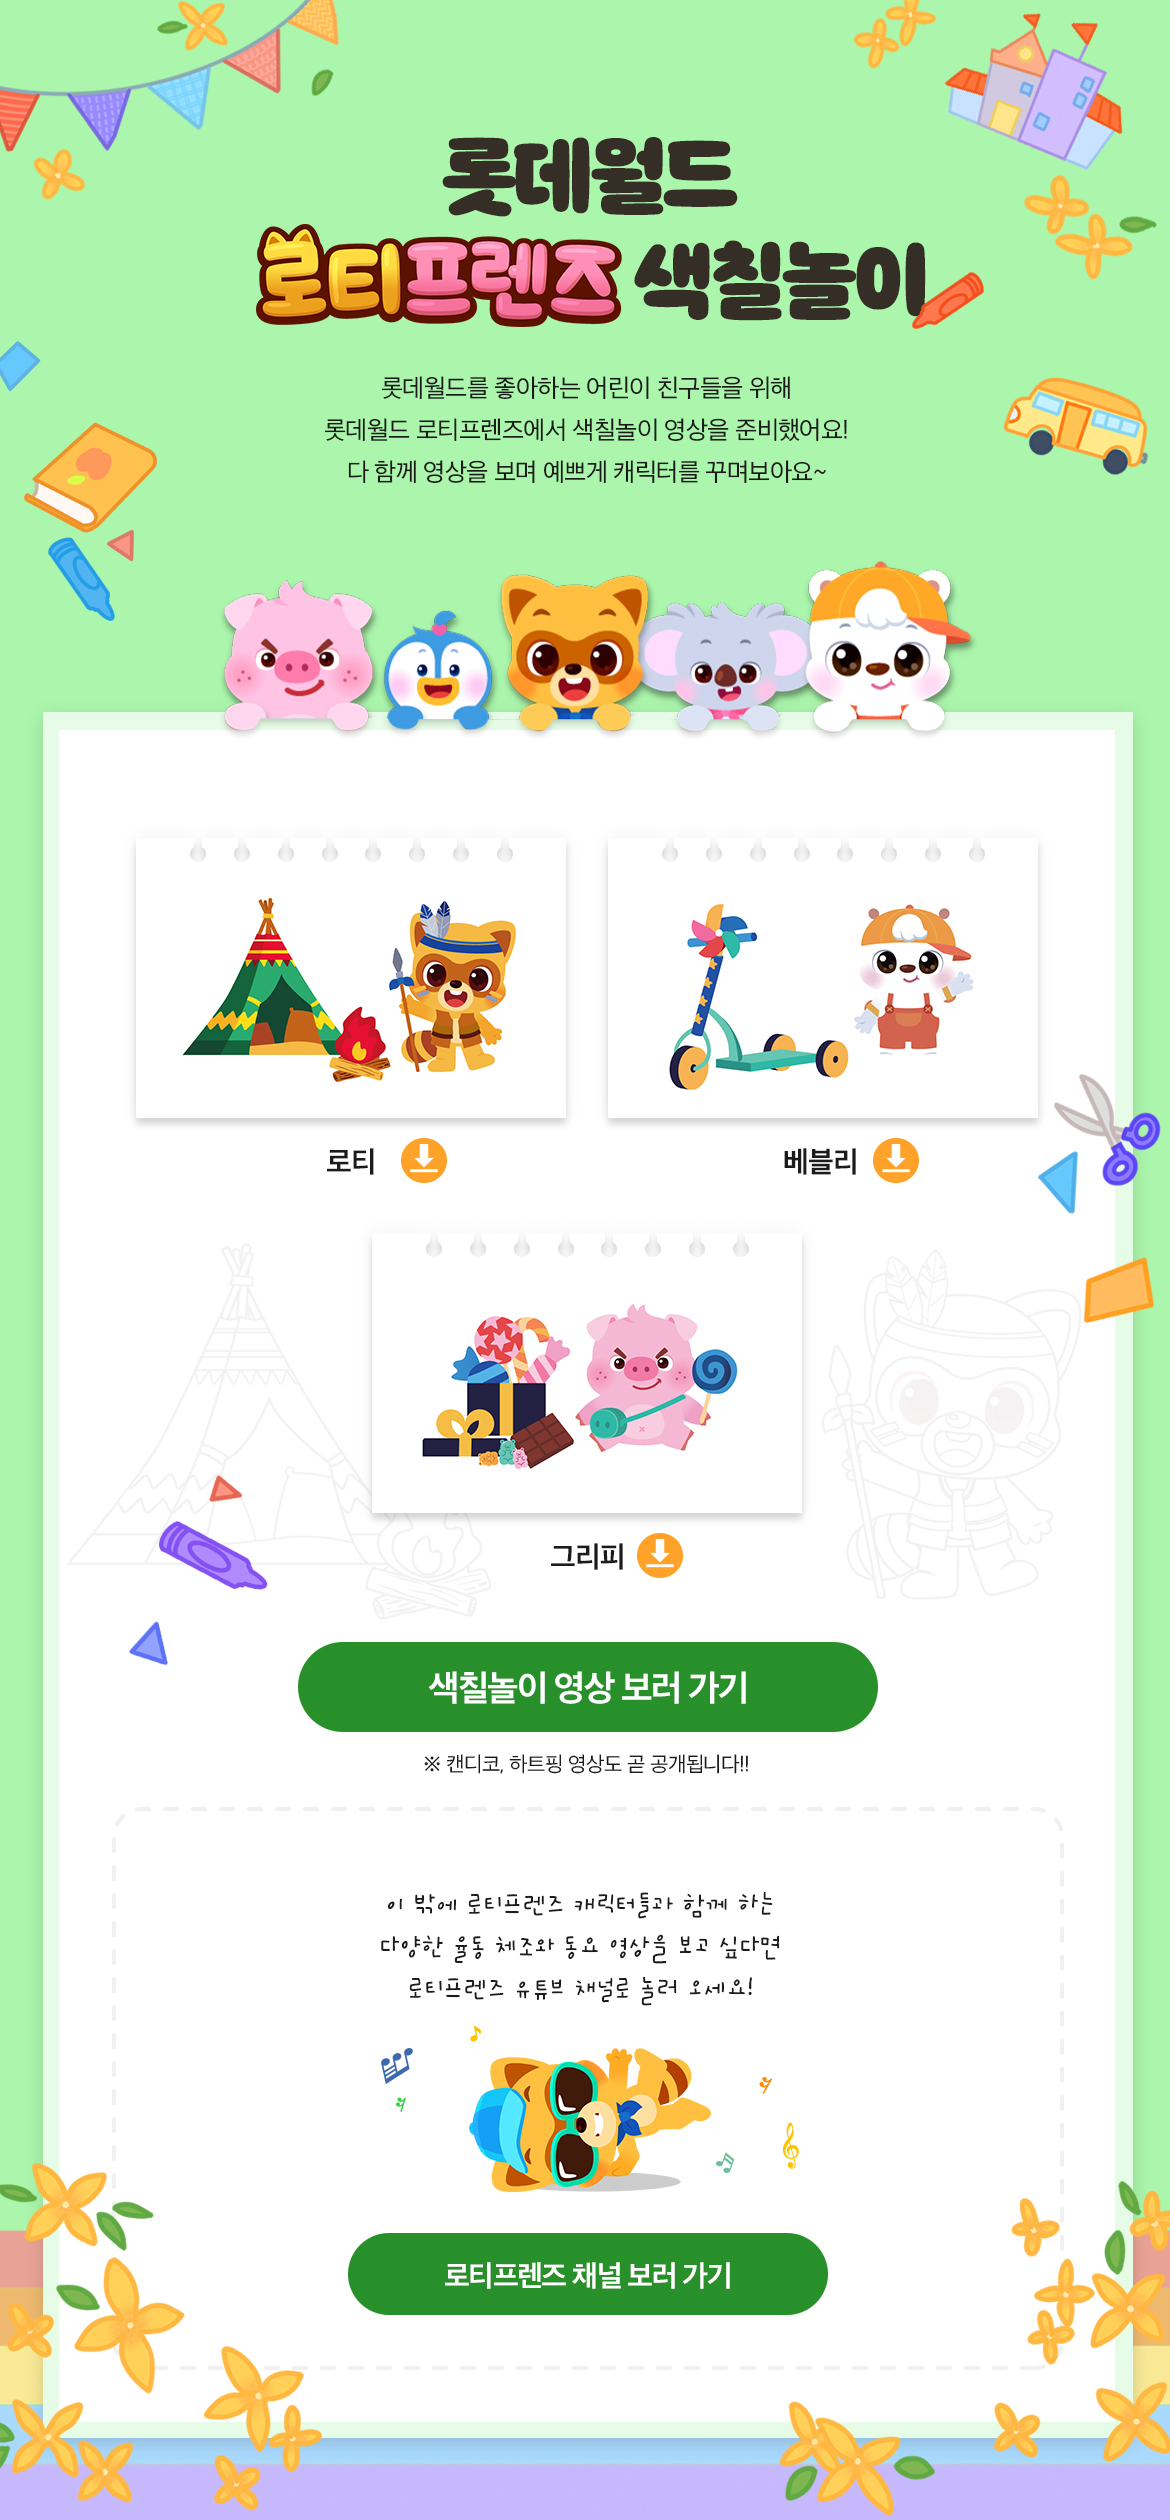 롯데월드
로티프렌즈 색칠놀이
롯데월드를 좋아하는 어린이 친구들을 위해
롯데월드 로티프렌즈에서 색칠놀이 영상을 준비했어요!
다 함께 영상을 보며 예쁘게 캐릭터를 꾸며보아요~
로티
베블리
그리피
색칠놀이 영상 보러 가기
※ 캔디코, 하트핑 영상도 곧 공개됩니다!!
이 밖에 로티프렌즈 캐릭터들과 함께 하는
다양한 율동 체조와 동요 영상을 보고 싶다면
로티프렌즈 유튜브 채널로 놀러 오세요!
로티프렌즈 채널 보러 가기